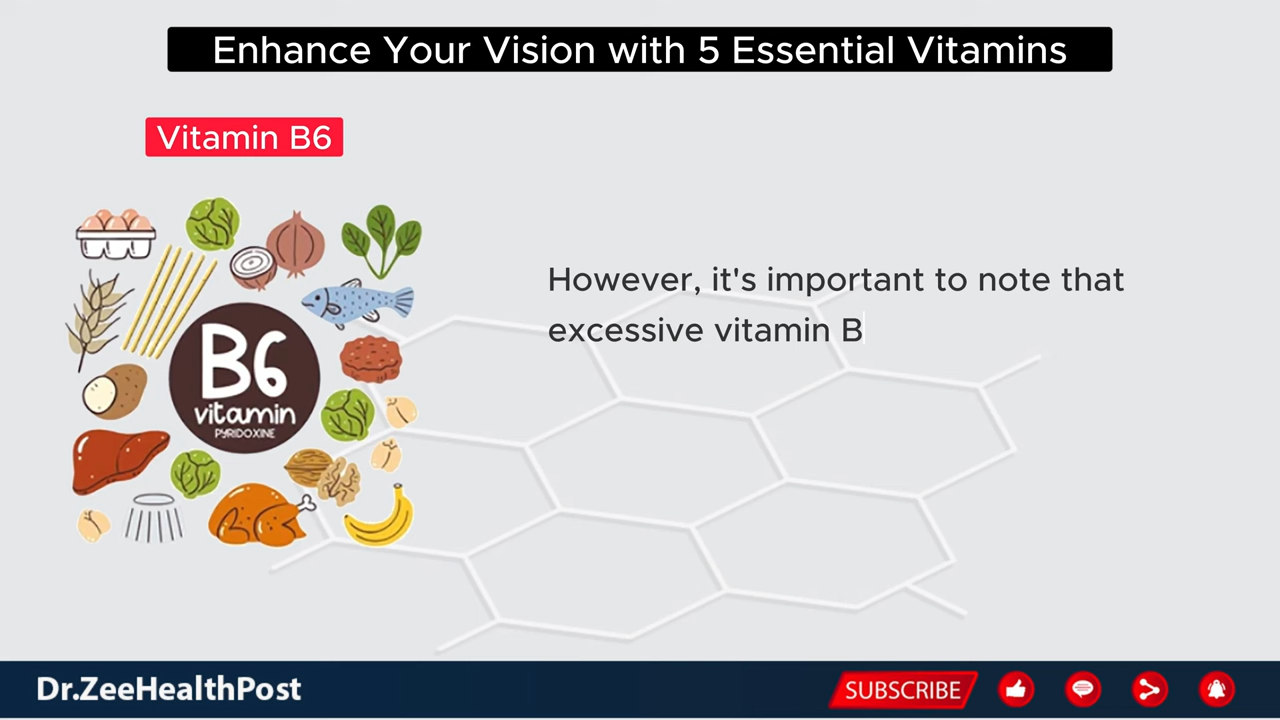 Enhance Your Vision with 5 Essential Vitamins
Vitamin B6
B6
vitamin
PYRIDOXINE
However, it's important to note that
excessive vitamin B
Dr.ZeeHealthPost
SUBSCRIBE